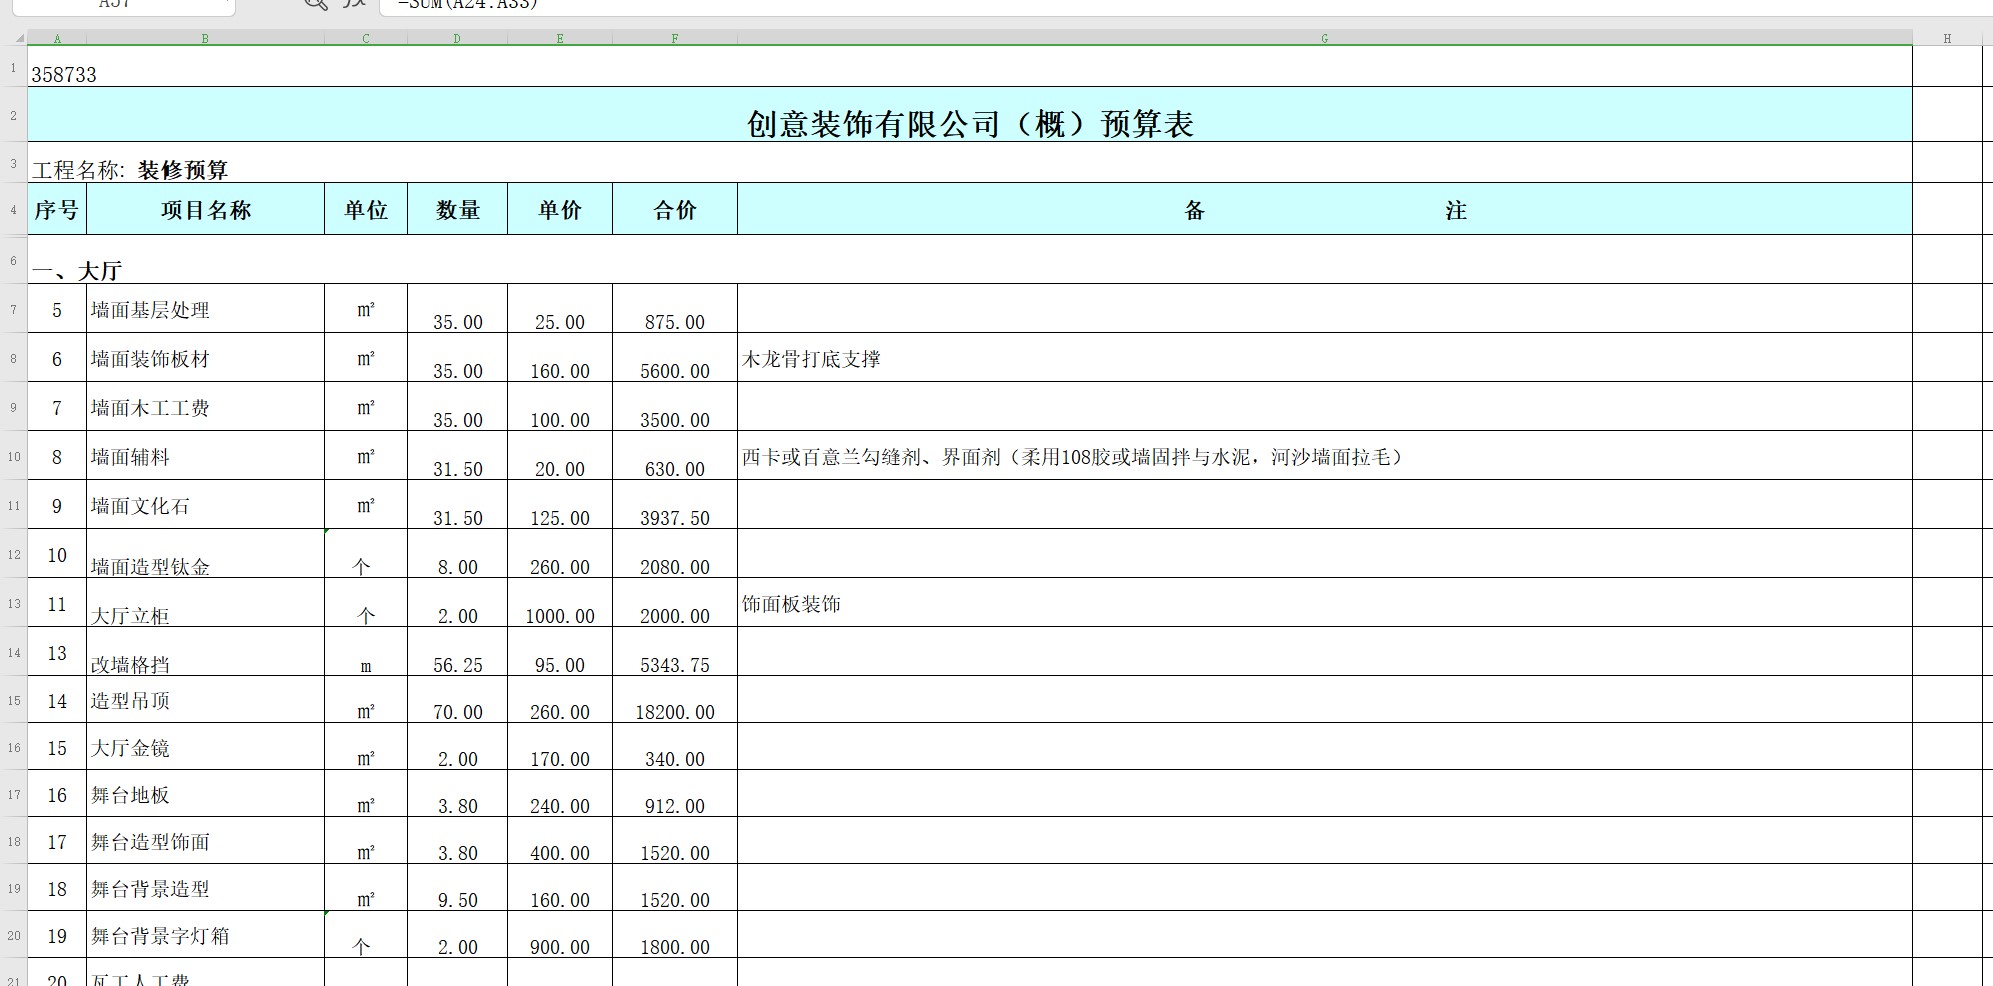 A37 fx =SUM(A24:A33)
A B C D E F G H
1 358733
2 创意装饰有限公司（概）预算表
3 工程名称: 装修预算
4 序号 项目名称 单位 数量 单价 合价 备 注
6 一、大厅
7 5 墙面基层处理 ㎡ 35.00 25.00 875.00
8 6 墙面装饰板材 ㎡ 35.00 160.00 5600.00 木龙骨打底支撑
9 7 墙面木工工费 ㎡ 35.00 100.00 3500.00
10 8 墙面辅料 ㎡ 31.50 20.00 630.00 西卡或百意兰勾缝剂、界面剂（柔用108胶或墙固拌与水泥，河沙墙面拉毛）
11 9 墙面文化石 ㎡ 31.50 125.00 3937.50
12 10 墙面造型钛金 个 8.00 260.00 2080.00
13 11 大厅立柜 个 2.00 1000.00 2000.00 饰面板装饰
14 13 改墙格挡 m 56.25 95.00 5343.75
15 14 造型吊顶 ㎡ 70.00 260.00 18200.00
16 15 大厅金镜 ㎡ 2.00 170.00 340.00
17 16 舞台地板 ㎡ 3.80 240.00 912.00
18 17 舞台造型饰面 ㎡ 3.80 400.00 1520.00
19 18 舞台背景造型 ㎡ 9.50 160.00 1520.00
20 19 舞台背景字灯箱 个 2.00 900.00 1800.00
21 20 瓦工人工费